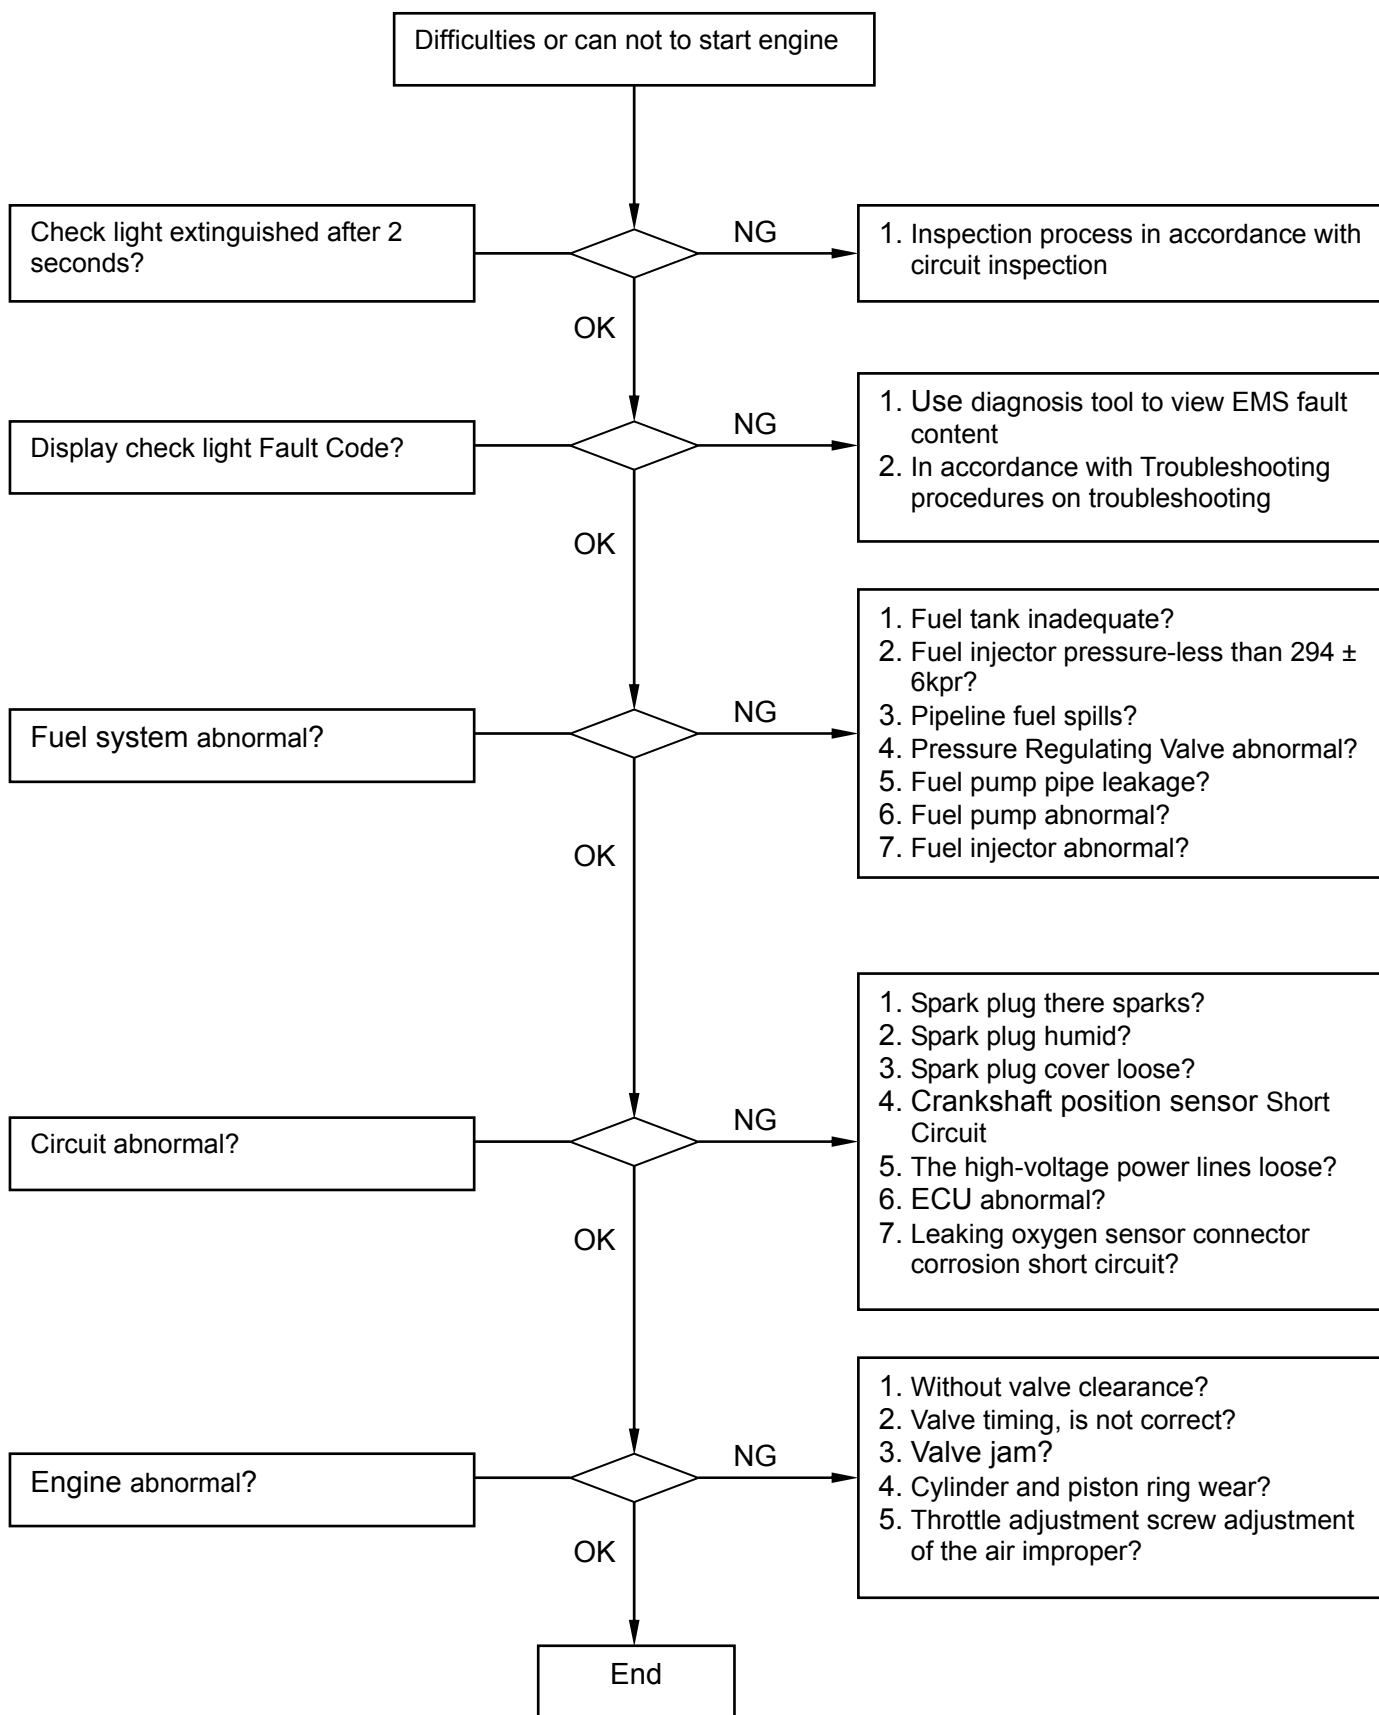 Difficulties or can not to start engine
Check light extinguished after 2
seconds?
NG
1. Inspection process in accordance with
circuit inspection
OK
Display check light Fault Code?
NG
1. Use diagnosis tool to view EMS fault
content
2. In accordance with Troubleshooting
procedures on troubleshooting
OK
Fuel system abnormal?
NG
1. Fuel tank inadequate?
2. Fuel injector pressure-less than 294 ±
6kpr?
3. Pipeline fuel spills?
4. Pressure Regulating Valve abnormal?
5. Fuel pump pipe leakage?
6. Fuel pump abnormal?
7. Fuel injector abnormal?
OK
Circuit abnormal?
NG
1. Spark plug there sparks?
2. Spark plug humid?
3. Spark plug cover loose?
4. Crankshaft position sensor Short
Circuit
5. The high-voltage power lines loose?
6. ECU abnormal?
7. Leaking oxygen sensor connector
corrosion short circuit?
OK
Engine abnormal?
NG
1. Without valve clearance?
2. Valve timing, is not correct?
3. Valve jam?
4. Cylinder and piston ring wear?
5. Throttle adjustment screw adjustment
of the air improper?
OK
End